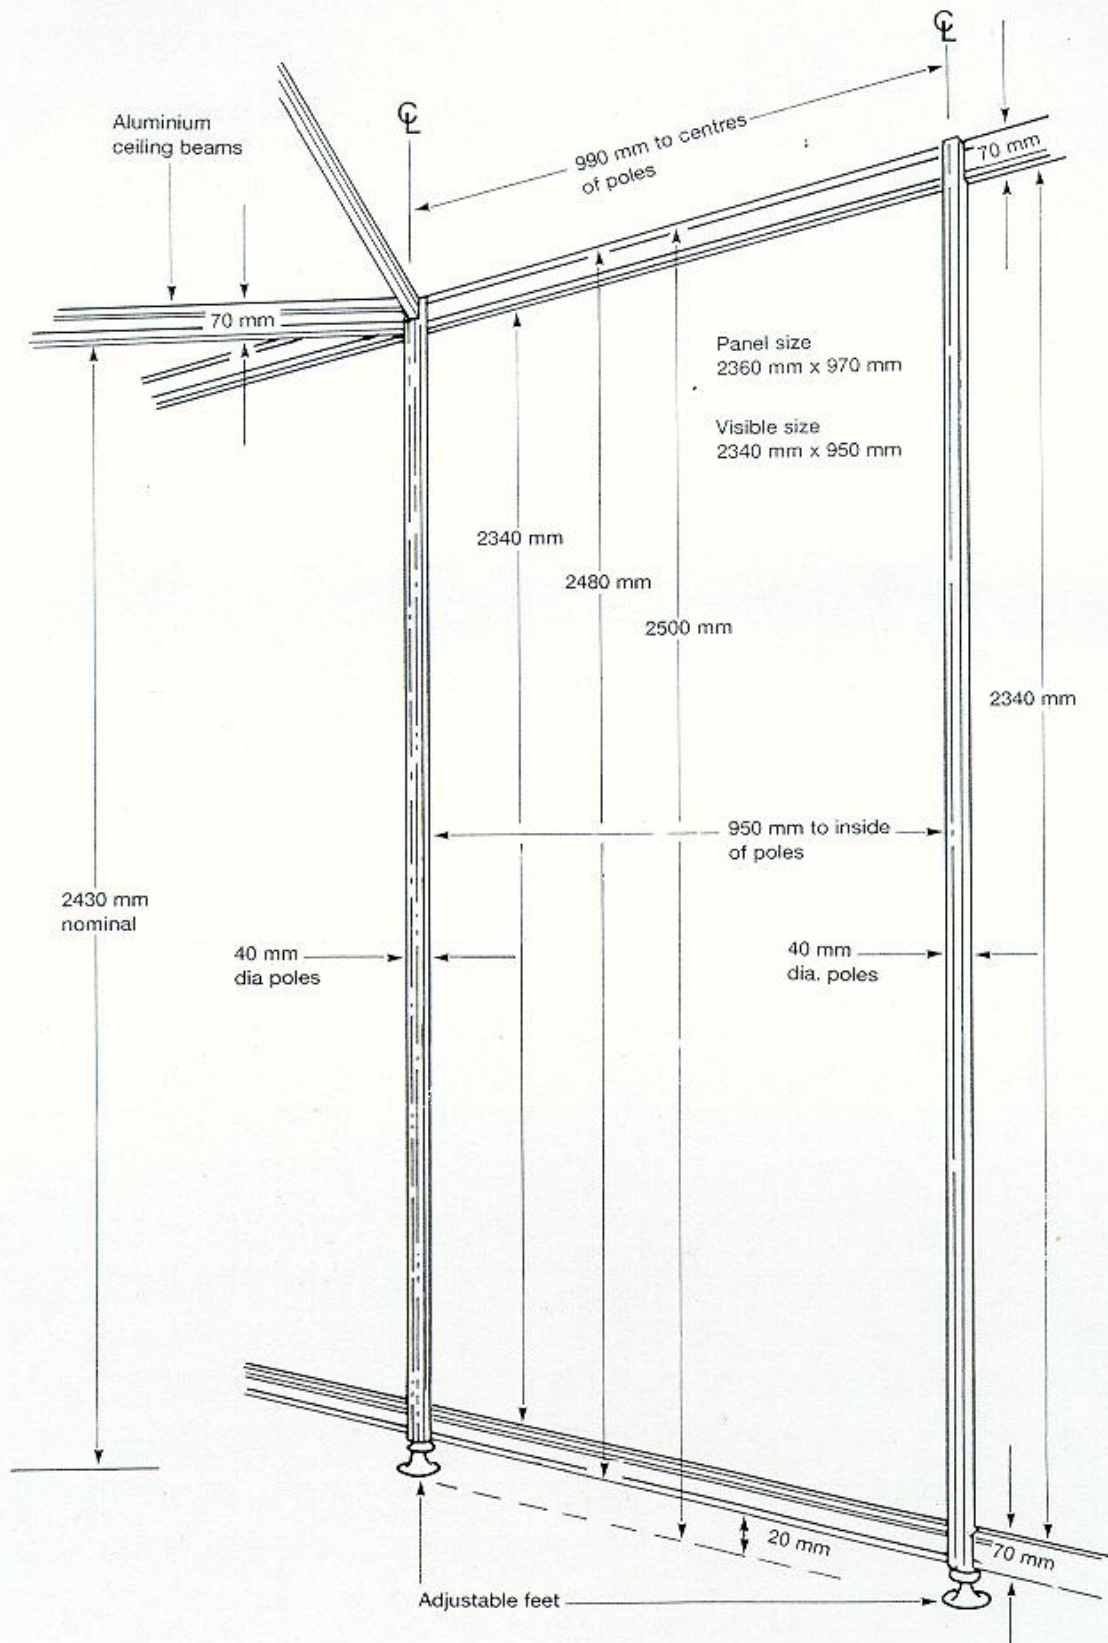 ℄
℄
Aluminium
ceiling beams
990 mm to centres
of poles
70 mm
70 mm
Panel size
2360 mm x 970 mm
Visible size
2340 mm x 950 mm
2340 mm
2480 mm
2500 mm
2340 mm
950 mm to inside
of poles
2430 mm
nominal
40 mm
dia poles
40 mm
dia. poles
20 mm
70 mm
Adjustable feet